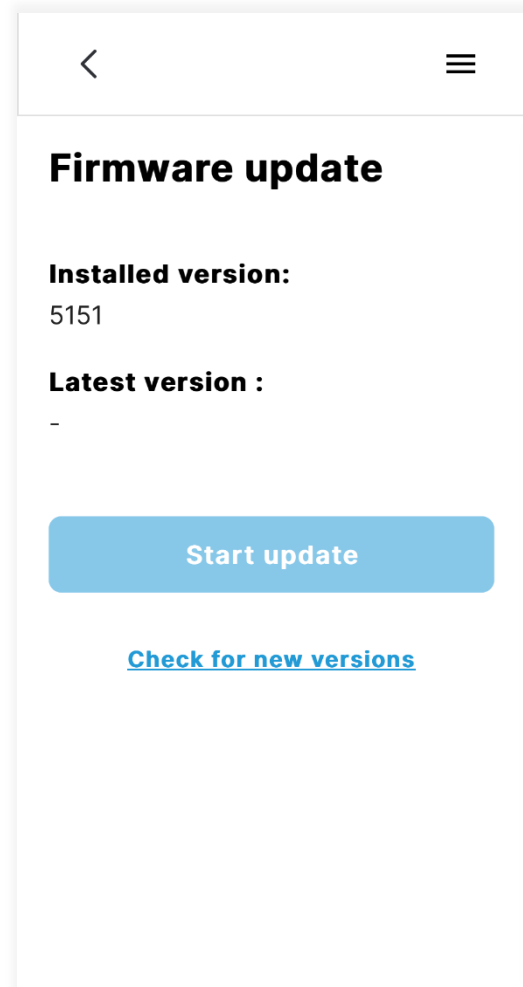 Firmware update
Installed version:
5151
Latest version :
-
Start update
Check for new versions